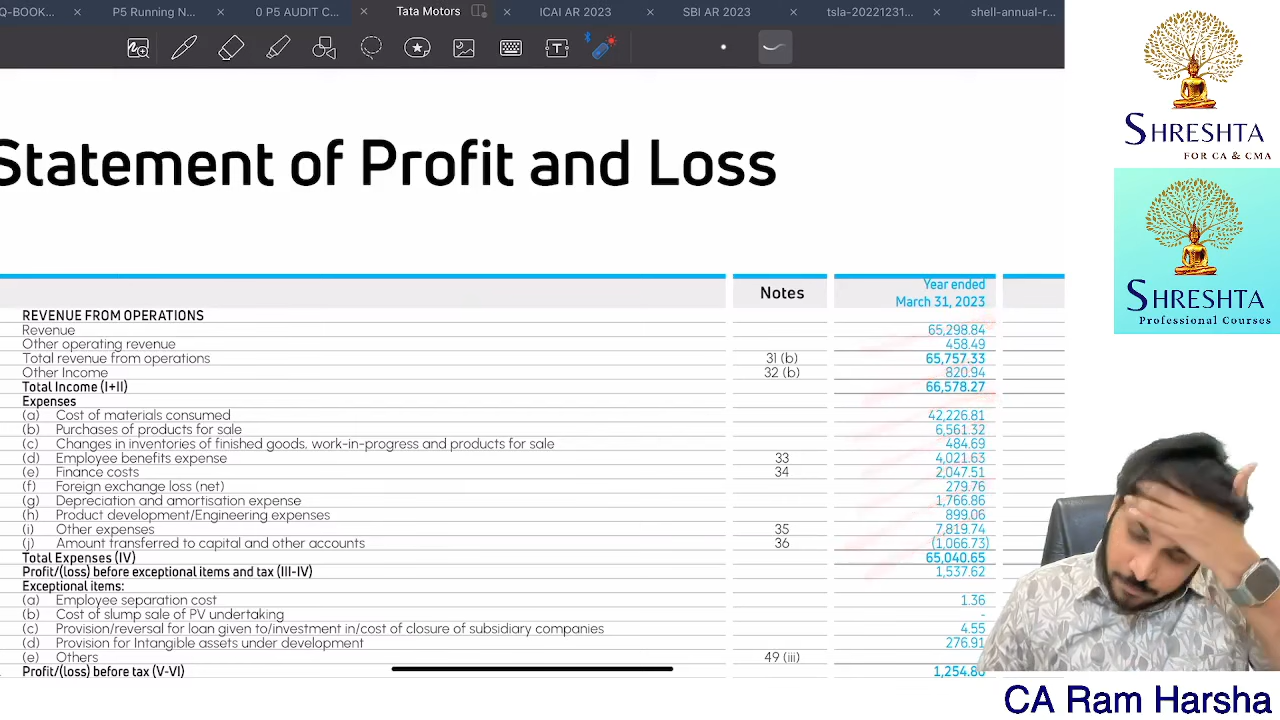 Q-BOOK...
P5 Running N...
0 P5 AUDIT C...
Tata Motors
ICAI AR 2023
SBI AR 2023
tsla-20221231...
shell-annual-r...
Statement of Profit and Loss
Notes
Year ended
March 31, 2023
REVENUE FROM OPERATIONS
Revenue 65,298.84
Other operating revenue 458.49
Total revenue from operations 31 (b) 65,757.33
Other Income 32 (b) 820.94
Total Income (I+II) 66,578.27
Expenses
(a) Cost of materials consumed 42,226.81
(b) Purchases of products for sale 6,561.32
(c) Changes in inventories of finished goods, work-in-progress and products for sale 484.69
(d) Employee benefits expense 33 4,021.63
(e) Finance costs 34 2,047.51
(f) Foreign exchange loss (net) 279.76
(g) Depreciation and amortisation expense 1,766.86
(h) Product development/Engineering expenses 899.06
(i) Other expenses 35 7,819.74
(j) Amount transferred to capital and other accounts 36 (1,066.73)
Total Expenses (IV) 65,040.65
Profit/(loss) before exceptional items and tax (III-IV) 1,537.62
Exceptional items:
(a) Employee separation cost 1.36
(b) Cost of slump sale of PV undertaking -
(c) Provision/reversal for loan given to/investment in/cost of closure of subsidiary companies 4.55
(d) Provision for Intangible assets under development 276.91
(e) Others 49 (iii)
Profit/(loss) before tax (V-VI) 1,254.80
SHRESHTA
FOR CA & CMA
SHRESHTA
Professional Courses
CA Ram Harsha